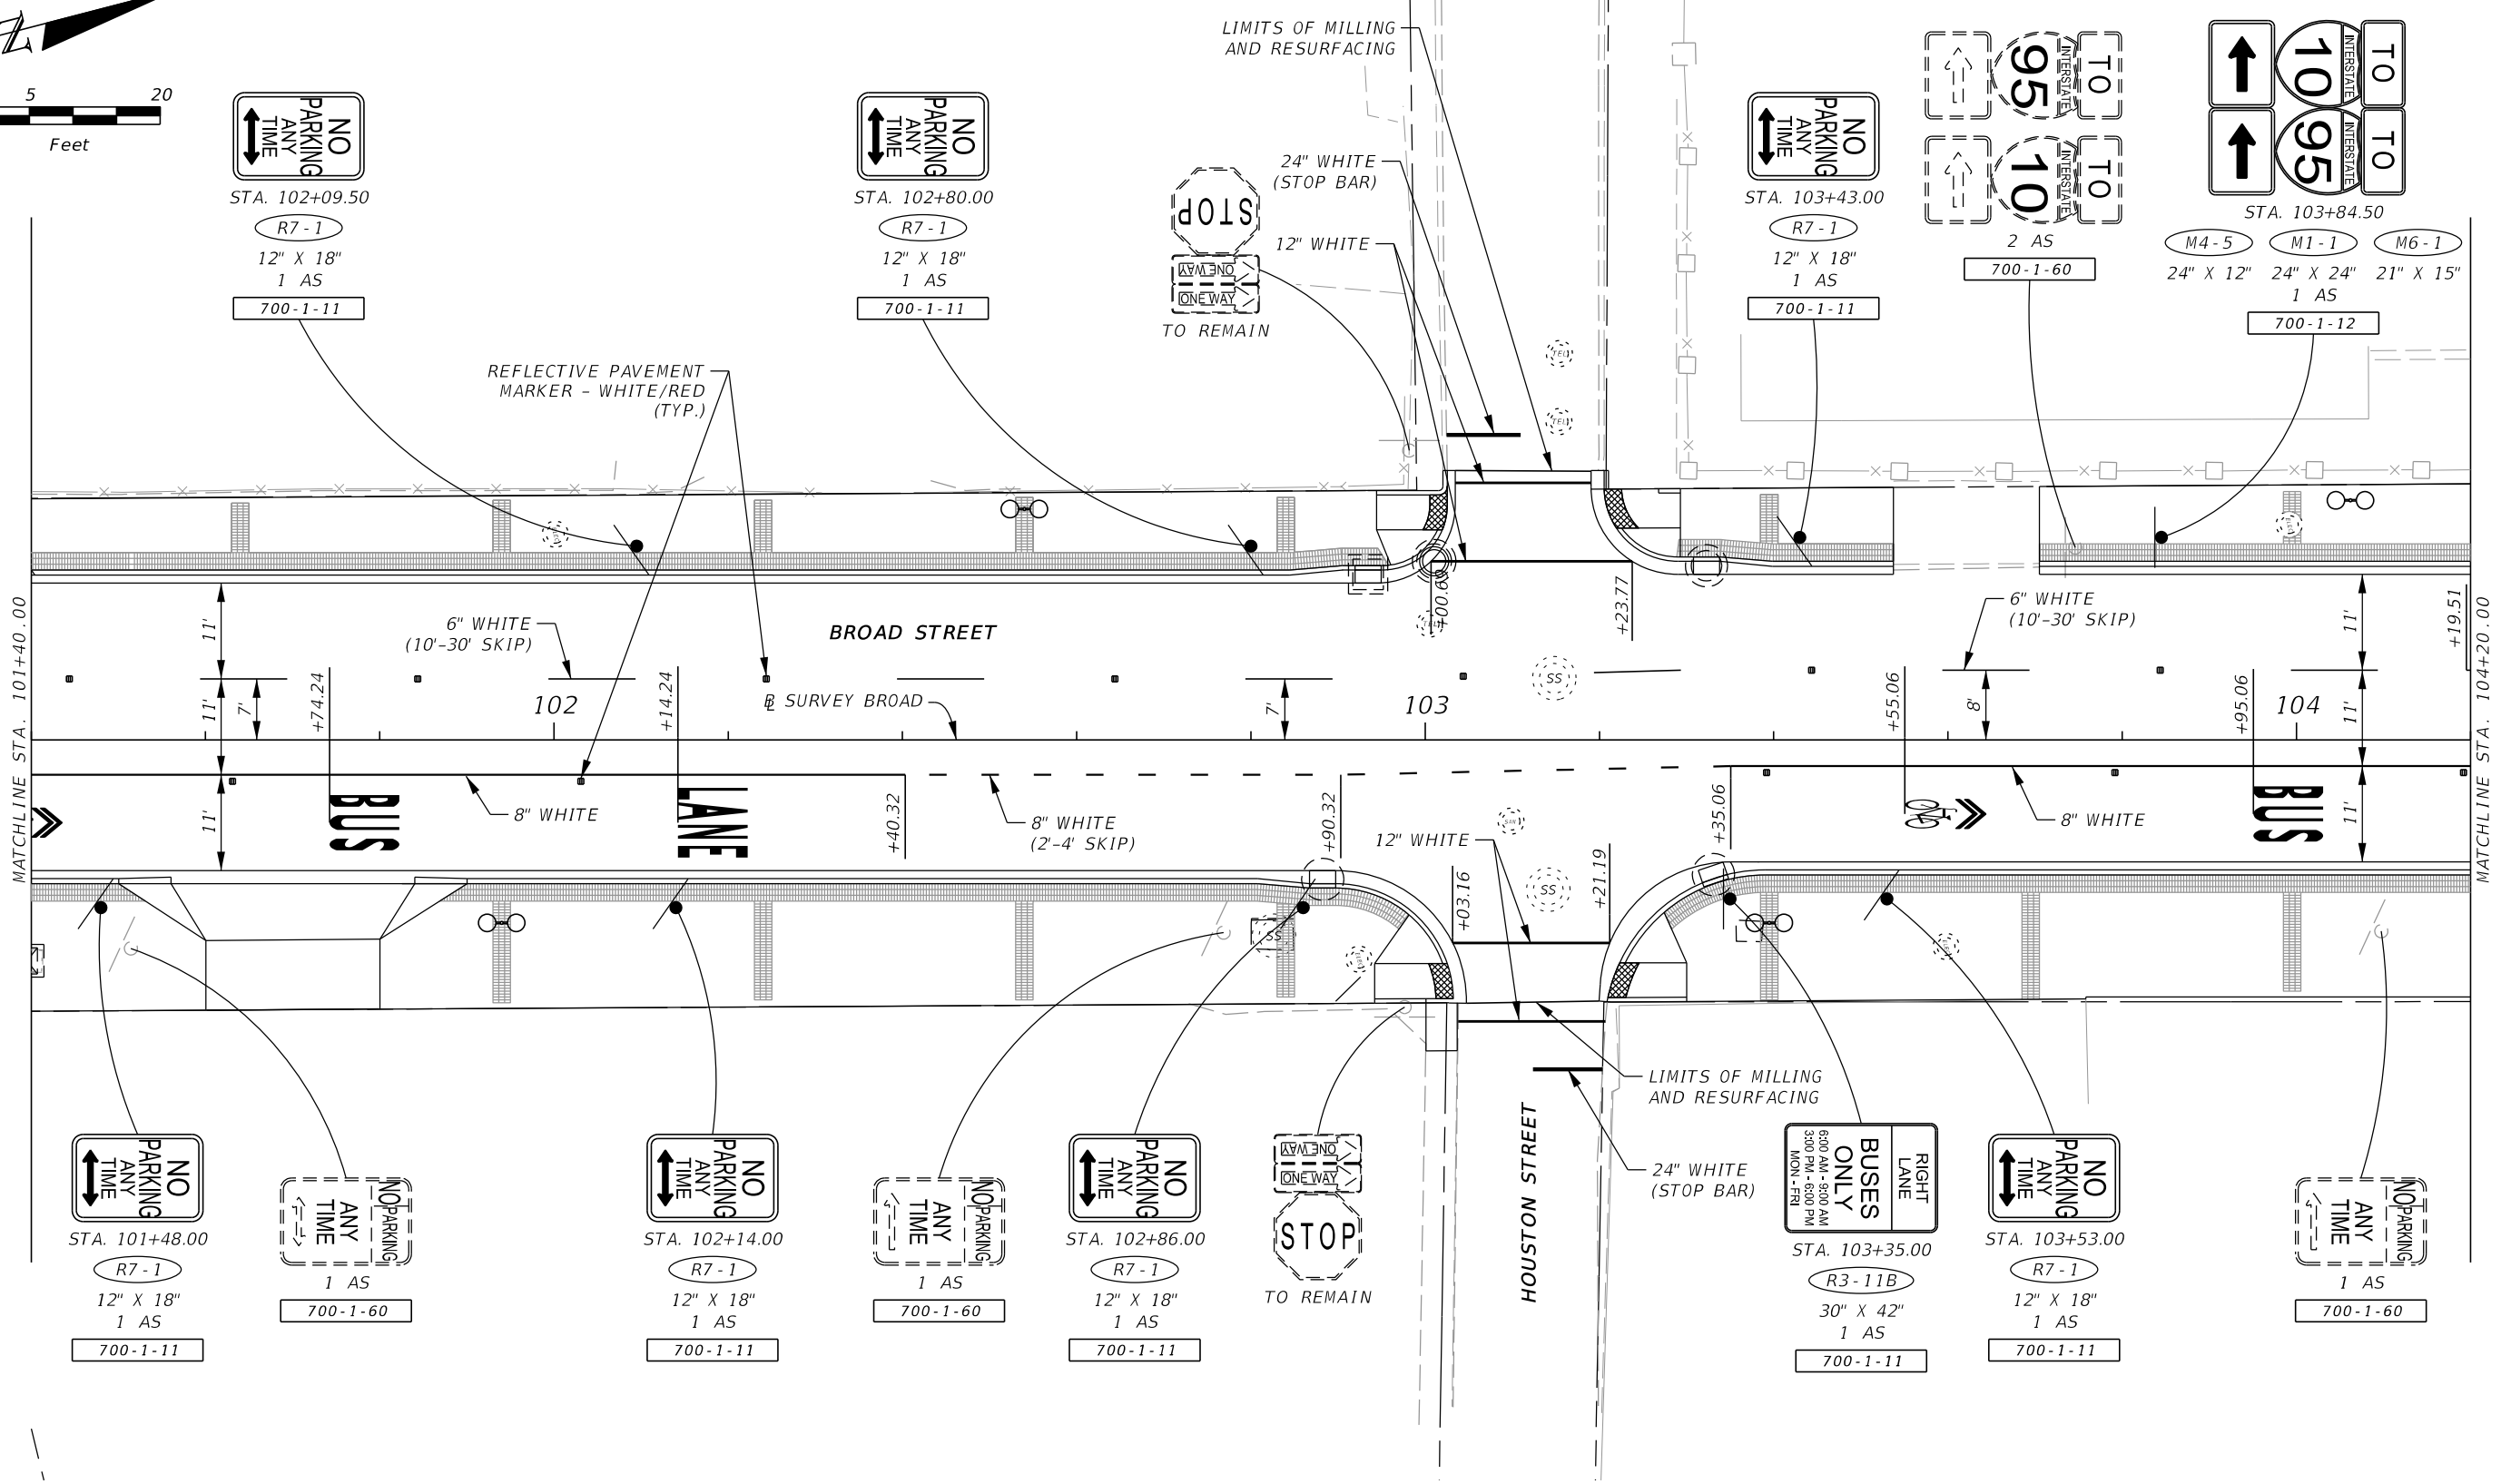 LIMITS OF MILLING
AND RESURFACING
5 20
Feet
NO
PARKING
ANY
TIME
STA. 102+09.50
R7-1
12" X 18"
1 AS
700-1-11
NO
PARKING
ANY
TIME
STA. 102+80.00
R7-1
12" X 18"
1 AS
700-1-11
STOP
ONE WAY
ONE WAY
TO REMAIN
24" WHITE
(STOP BAR)
12" WHITE
NO
PARKING
ANY
TIME
STA. 103+43.00
R7-1
12" X 18"
1 AS
700-1-11
TO
INTERSTATE
95
TO
INTERSTATE
10
2 AS
700-1-60
TO
INTERSTATE
10
TO
INTERSTATE
95
STA. 103+84.50
M4-5 M1-1 M6-1
24" X 12" 24" X 24" 21" X 15"
1 AS
700-1-12
REFLECTIVE PAVEMENT
MARKER - WHITE/RED
(TYP.)
TEL
TEL
ELEC
ELEC
MATCHLINE STA. 101+40.00
11'
11'
7'
11'
6" WHITE
(10'-30' SKIP)
BROAD STREET
+00.60
TEL
+23.77
6" WHITE
(10'-30' SKIP)
11'
+19.51
MATCHLINE STA. 104+20.00
+74.24
102
+14.24
BL SURVEY BROAD
7'
103
SS
+55.06
8'
+95.06
104
11'
BUS
8" WHITE
LANE
+40.32
8" WHITE
(2'-4' SKIP)
+90.32
12" WHITE
SAN
+35.06
8" WHITE
BUS
11'
+03.16
SS
+21.19
SS
ELEC
ELEC
LIMITS OF MILLING
AND RESURFACING
HOUSTON STREET
24" WHITE
(STOP BAR)
NO
PARKING
ANY
TIME
STA. 101+48.00
R7-1
12" X 18"
1 AS
700-1-11
NO PARKING
ANY
TIME
1 AS
700-1-60
NO
PARKING
ANY
TIME
STA. 102+14.00
R7-1
12" X 18"
1 AS
700-1-11
NO PARKING
ANY
TIME
1 AS
700-1-60
NO
PARKING
ANY
TIME
STA. 102+86.00
R7-1
12" X 18"
1 AS
700-1-11
ONE WAY
ONE WAY
STOP
TO REMAIN
RIGHT
LANE
BUSES
ONLY
6:00 AM - 9:00 AM
3:00 PM - 6:00 PM
MON - FRI
STA. 103+35.00
R3-11B
30" X 42"
1 AS
700-1-11
NO
PARKING
ANY
TIME
STA. 103+53.00
R7-1
12" X 18"
1 AS
700-1-11
NO PARKING
ANY
TIME
1 AS
700-1-60